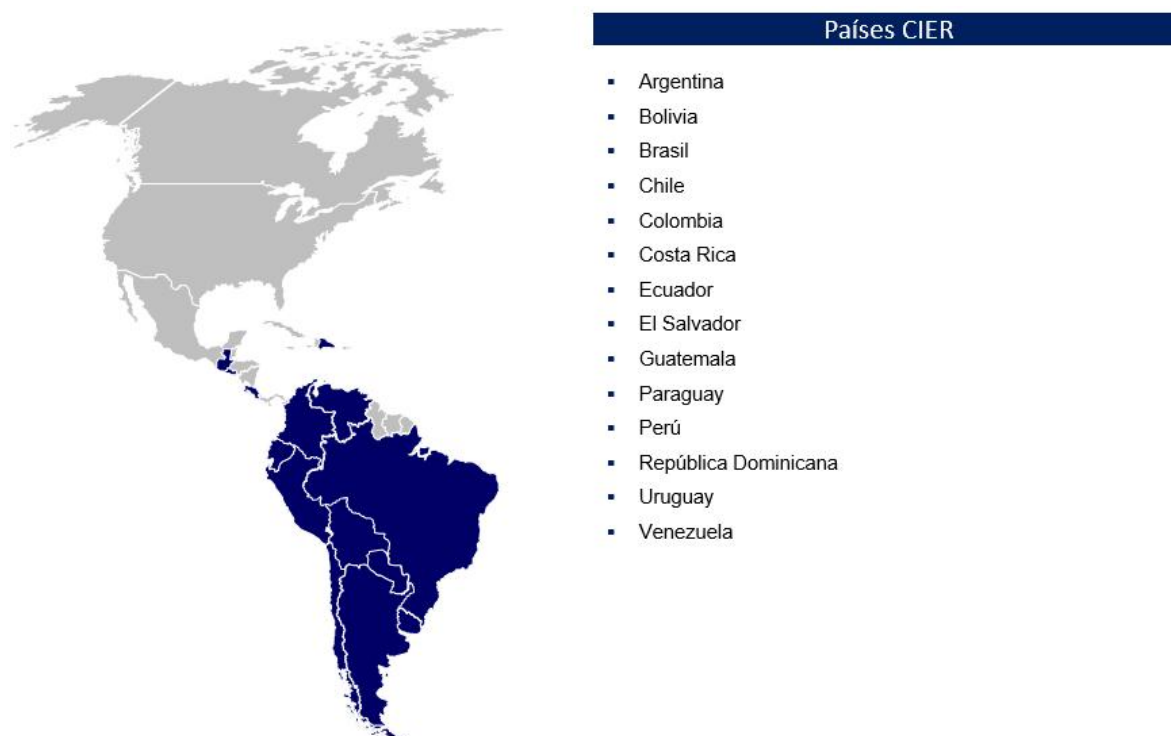 Países CIER
▪ Argentina
▪ Bolivia
▪ Brasil
▪ Chile
▪ Colombia
▪ Costa Rica
▪ Ecuador
▪ El Salvador
▪ Guatemala
▪ Paraguay
▪ Perú
▪ República Dominicana
▪ Uruguay
▪ Venezuela